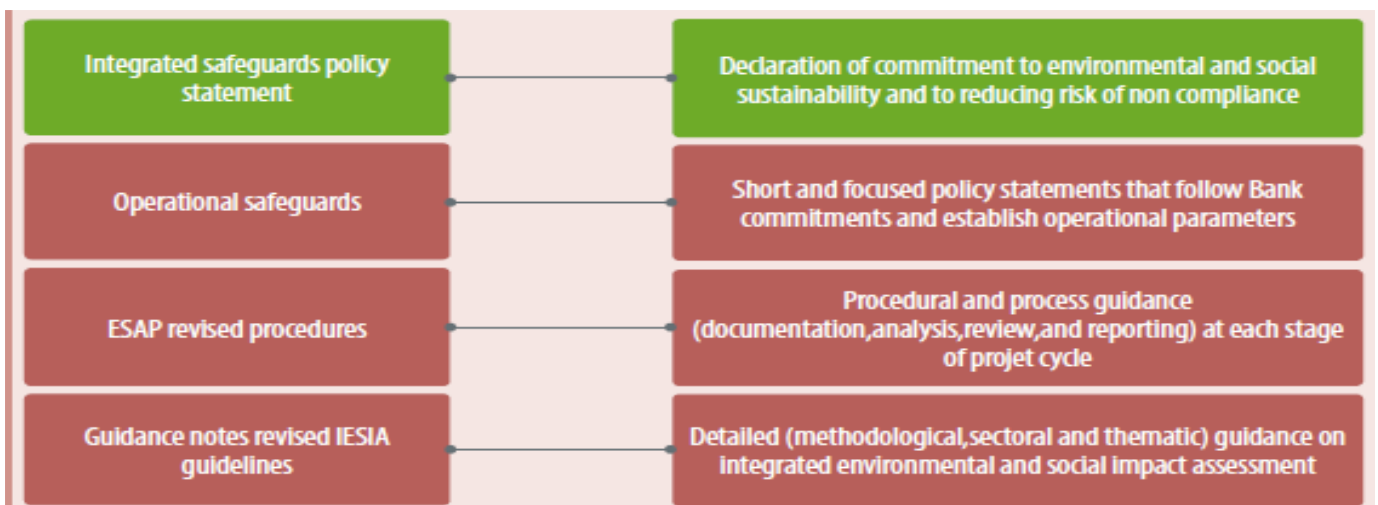 Integrated safeguards policy
statement
Declaration of commitment to environmental and social
sustainability and to reducing risk of non compliance
Operational safeguards
Short and focused policy statements that follow Bank
commitments and establish operational parameters
ESAP revised procedures
Procedural and process guidance
(documentation,analysis,review,and reporting) at each stage
of projet cycle
Guidance notes revised IESIA
guidelines
Detailed (methodological,sectoral and thematic) guidance on
integrated environmental and social impact assessment